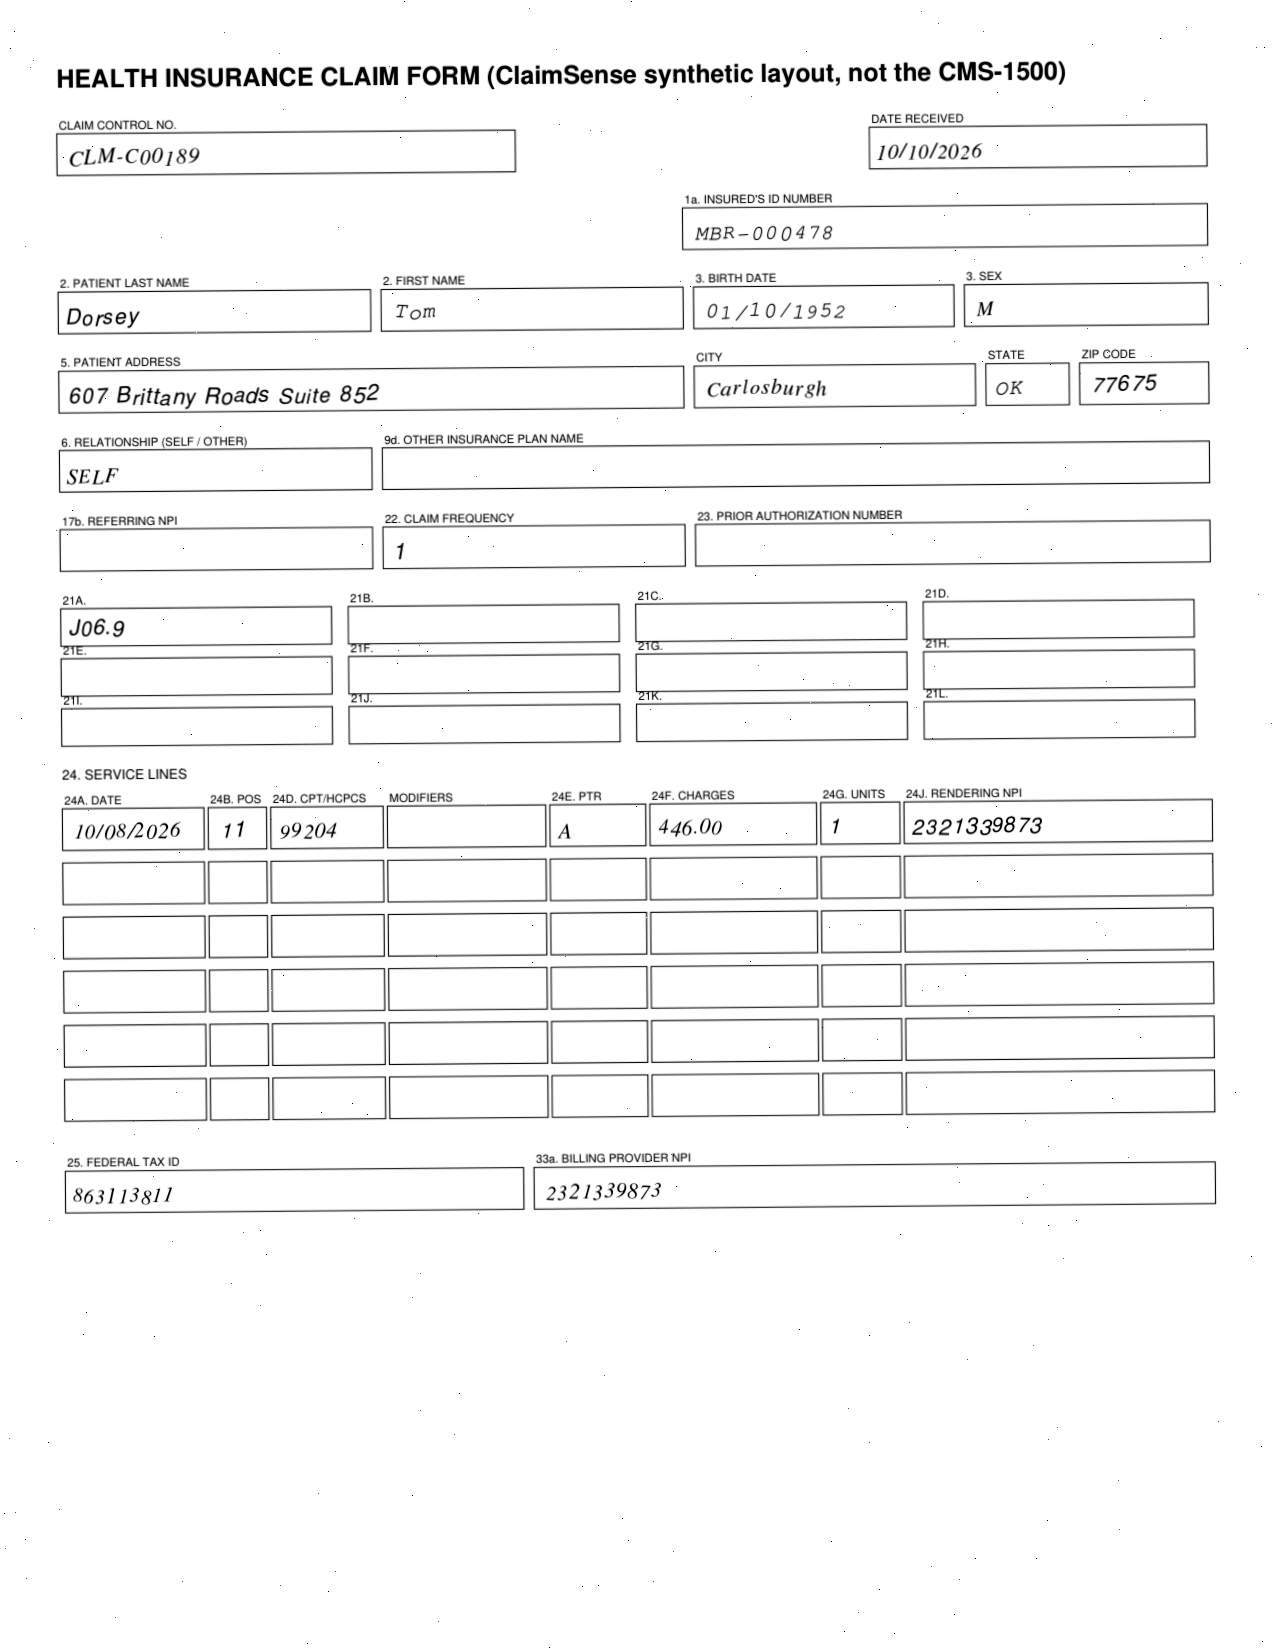 HEALTH INSURANCE CLAIM FORM (ClaimSense synthetic layout, not the CMS-1500)
CLAIM CONTROL NO. DATE RECEIVED
CLM-C00189 10/10/2026
1a. INSURED'S ID NUMBER
MBR-000478
2. PATIENT LAST NAME 2. FIRST NAME 3. BIRTH DATE 3. SEX
Dorsey Tom 01/10/1952 M
5. PATIENT ADDRESS CITY STATE ZIP CODE
607 Brittany Roads Suite 852 Carlosburgh OK 77675
6. RELATIONSHIP (SELF / OTHER) 9d. OTHER INSURANCE PLAN NAME
SELF
17b. REFERRING NPI 22. CLAIM FREQUENCY 23. PRIOR AUTHORIZATION NUMBER
1
21A. 21B. 21C. 21D.
J06.9
21E. 21F. 21G. 21H.
21I. 21J. 21K. 21L.
24. SERVICE LINES
24A. DATE 24B. POS 24D. CPT/HCPCS MODIFIERS 24E. PTR 24F. CHARGES 24G. UNITS 24J. RENDERING NPI
10/08/2026 11 99204 A 446.00 1 2321339873
25. FEDERAL TAX ID 33a. BILLING PROVIDER NPI
863113811 2321339873